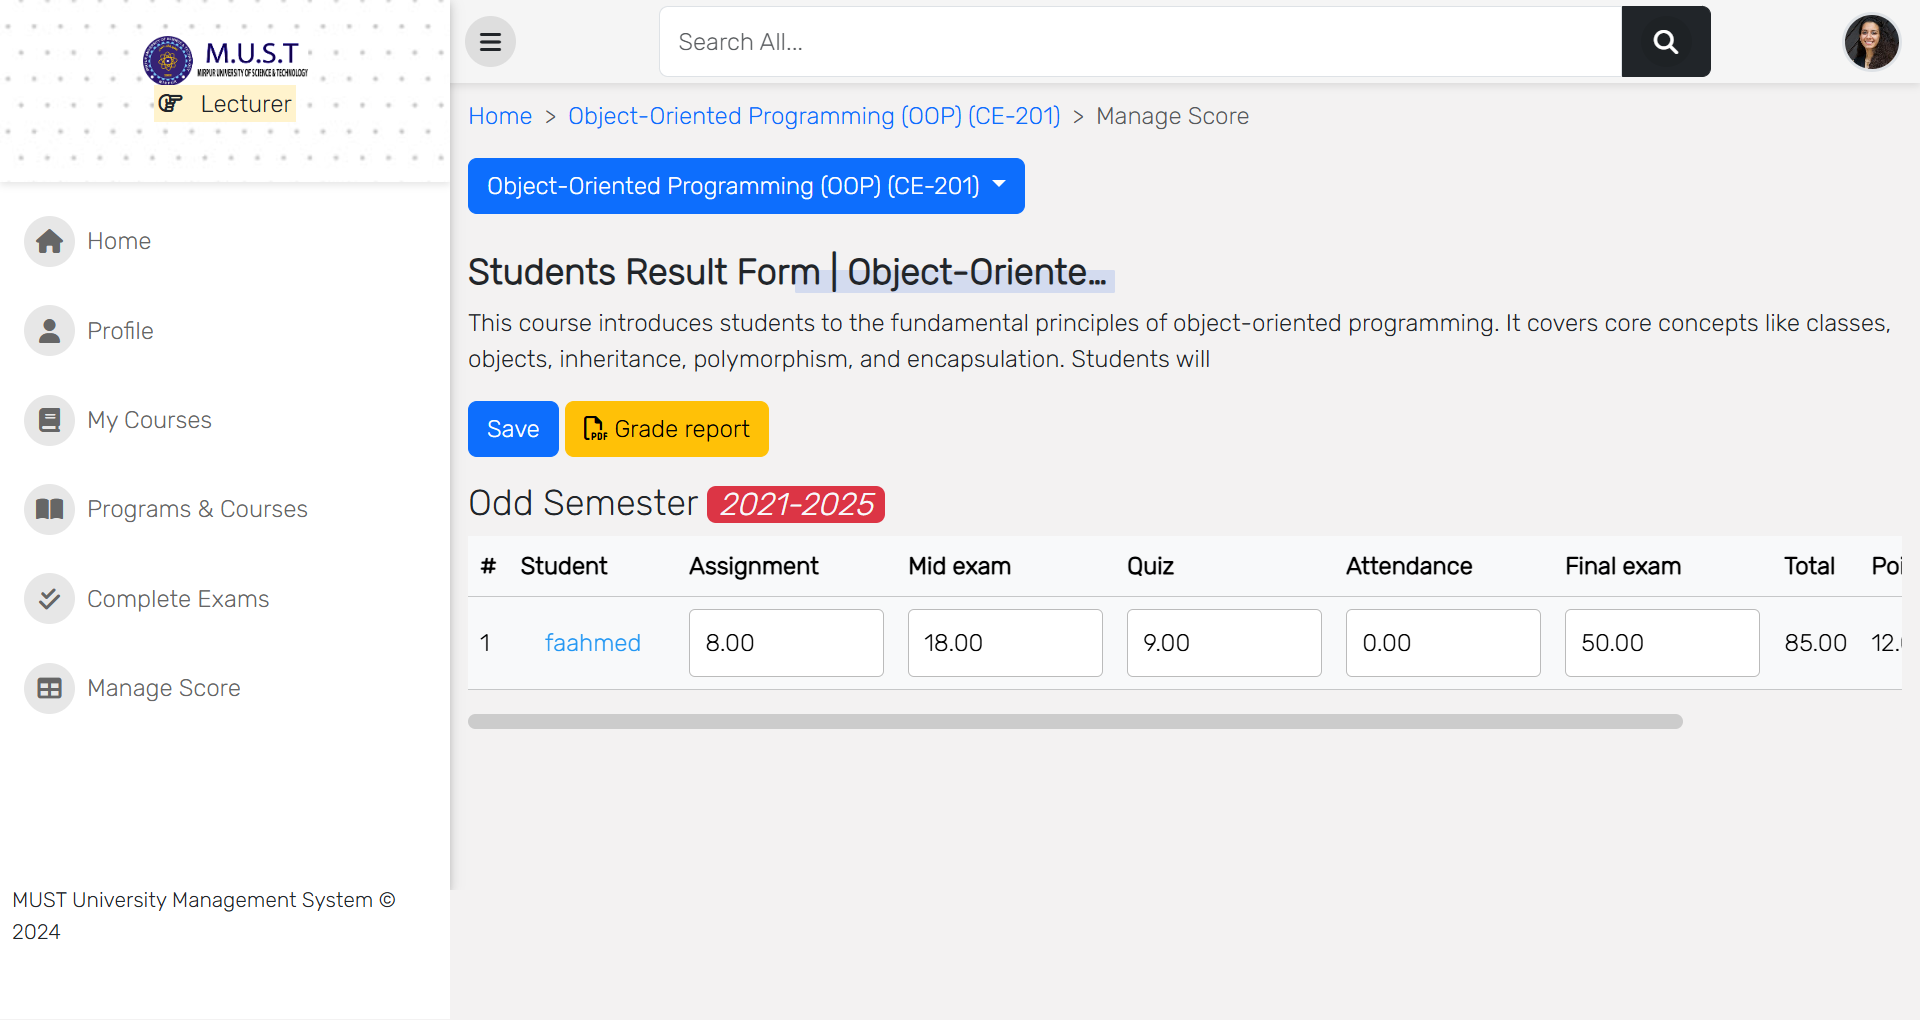 M.U.S.T
MIRPUR UNIVERSITY OF SCIENCE & TECHNOLOGY
Lecturer
Home
Profile
My Courses
Programs & Courses
Complete Exams
Manage Score
MUST University Management System ©
2024
Search All...
Home > Object-Oriented Programming (OOP) (CE-201) > Manage Score
Object-Oriented Programming (OOP) (CE-201)
Students Result Form | Object-Oriente...
This course introduces students to the fundamental principles of object-oriented programming. It covers core concepts like classes,
objects, inheritance, polymorphism, and encapsulation. Students will
Save
PDF Grade report
Odd Semester 2021-2025
# Student Assignment Mid exam Quiz Attendance Final exam Total Poi
1 faahmed 8.00 18.00 9.00 0.00 50.00 85.00 12.